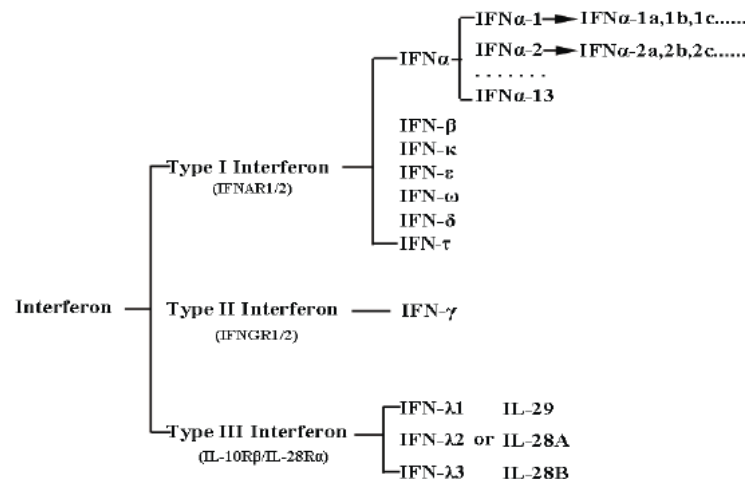 IFNα-1 IFNα-1a,1b,1c......
IFNα IFNα-2 IFNα-2a,2b,2c......
. . . . . . .
IFNα-13
IFN-β
IFN-κ
Type I Interferon IFN-ε
(IFNAR1/2) IFN-ω
IFN-δ
IFN-τ
Interferon Type II Interferon IFN-γ
(IFNGR1/2)
IFN-λ1 IL-29
Type III Interferon IFN-λ2 or IL-28A
(IL-10Rβ/IL-28Rα)
IFN-λ3 IL-28B